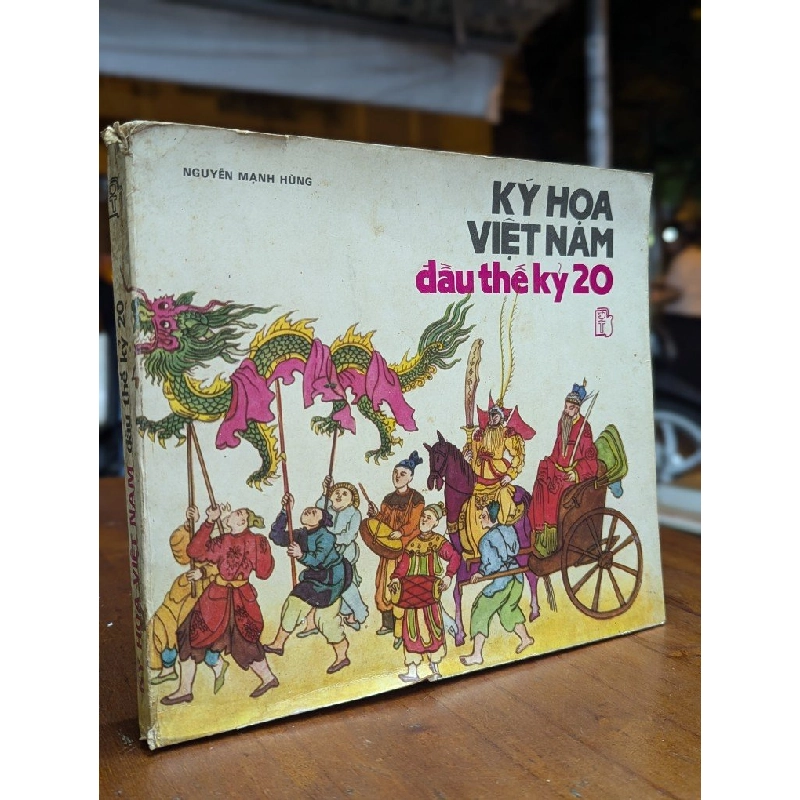 NGUYỄN MẠNH HÙNG
KÝ HỌA
VIỆT NAM
đầu thế kỷ 20
KÝ HỌA VIỆT NAM đầu thế kỷ 20